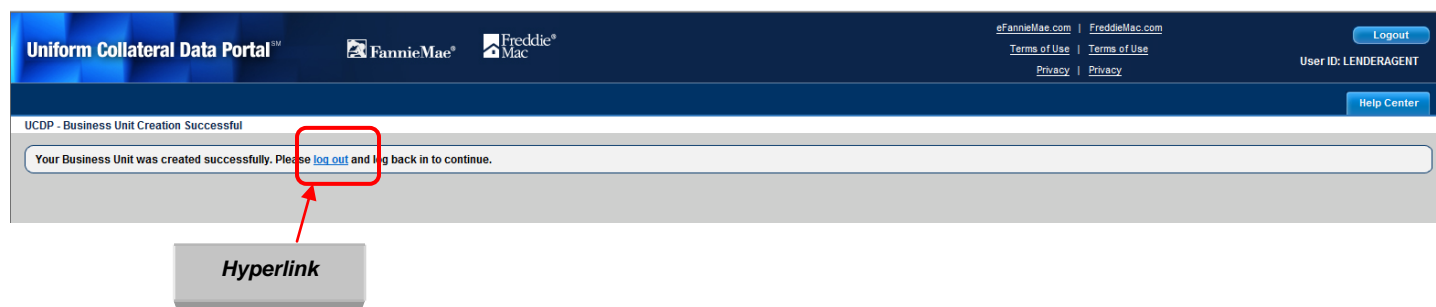 Uniform Collateral Data Portal℠
FannieMae®
Freddie®
Mac
eFannieMae.com | FreddieMac.com
Terms of Use | Terms of Use
Privacy | Privacy
Logout
User ID: LENDERAGENT
Help Center
UCDP - Business Unit Creation Successful
Your Business Unit was created successfully. Please log out and log back in to continue.
Hyperlink